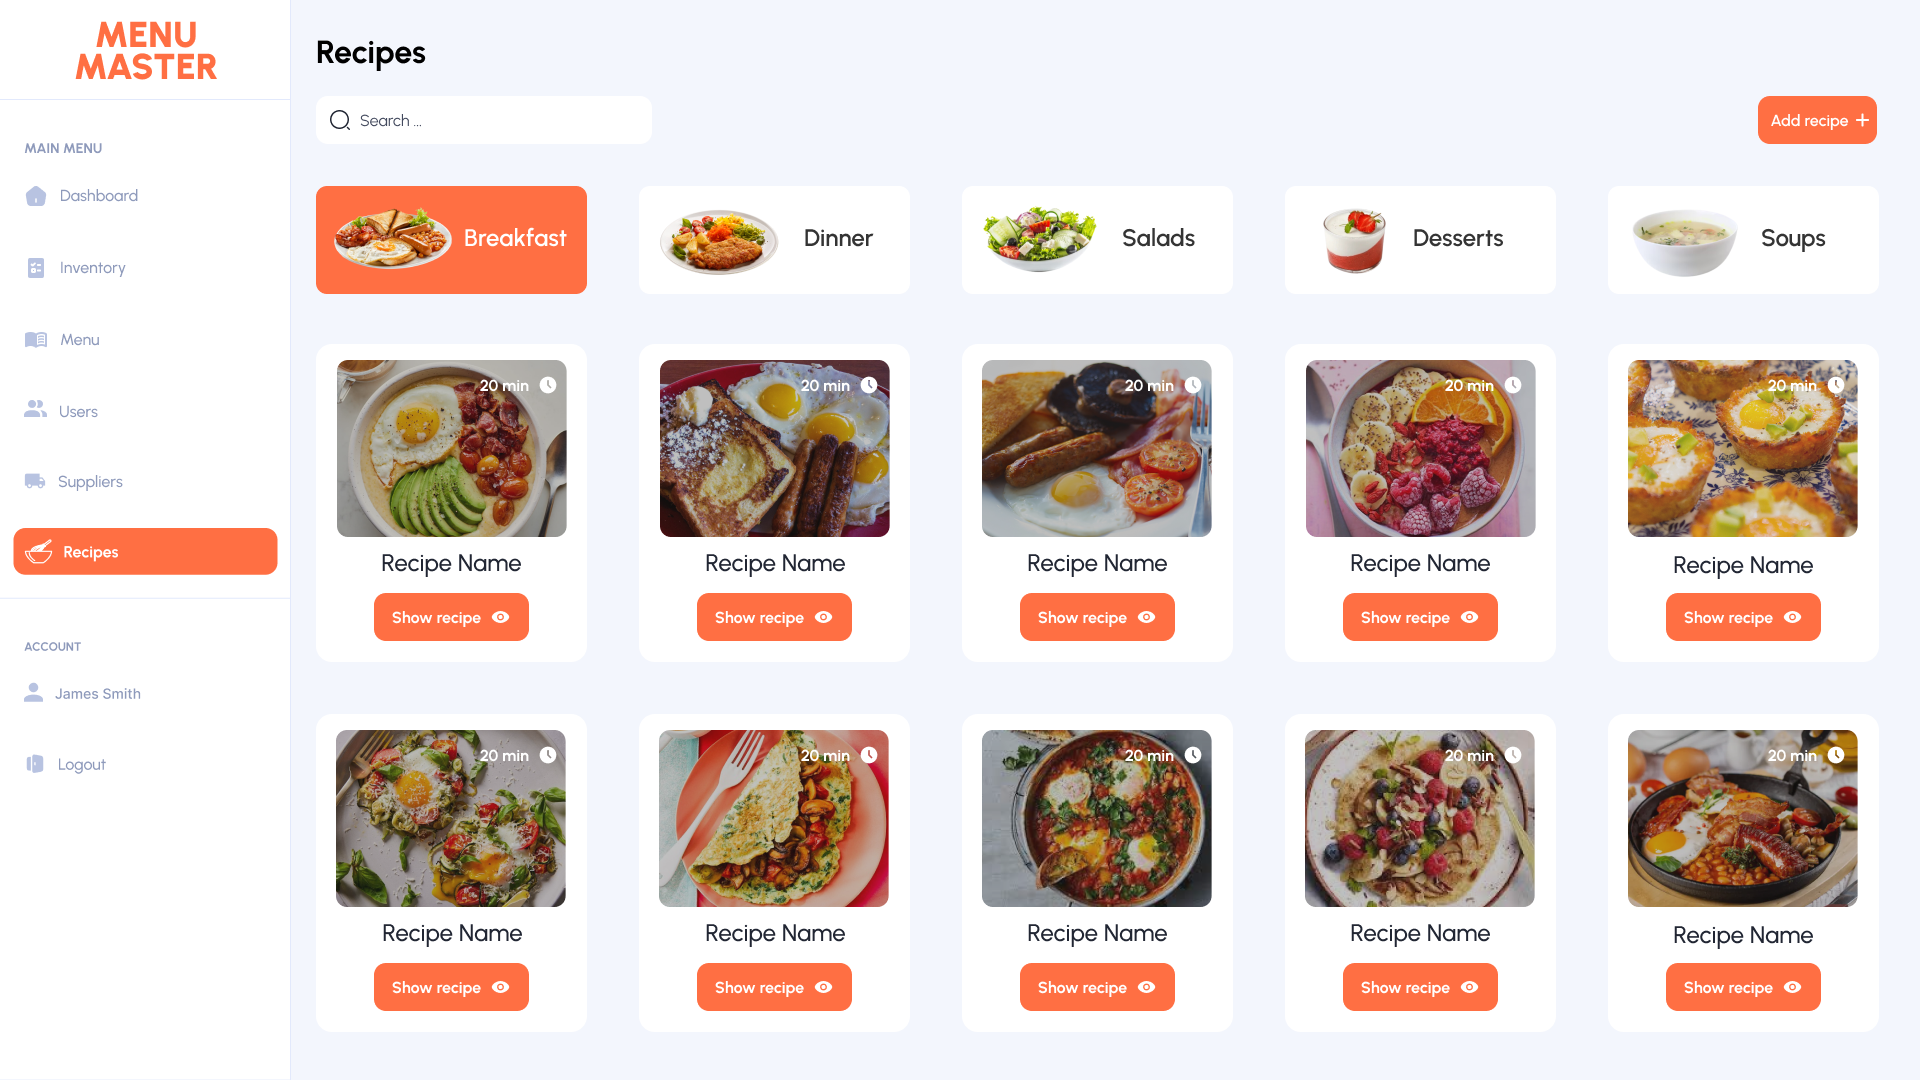 MENU
MASTER
MAIN MENU
Dashboard
Inventory
Menu
Users
Suppliers
Recipes
ACCOUNT
James Smith
Logout
Recipes
Search ...
Add recipe +
Breakfast
Dinner
Salads
Desserts
Soups
20 min
20 min
20 min
20 min
20 min
Recipe Name
Recipe Name
Recipe Name
Recipe Name
Recipe Name
Show recipe
Show recipe
Show recipe
Show recipe
Show recipe
20 min
20 min
20 min
20 min
20 min
Recipe Name
Recipe Name
Recipe Name
Recipe Name
Recipe Name
Show recipe
Show recipe
Show recipe
Show recipe
Show recipe